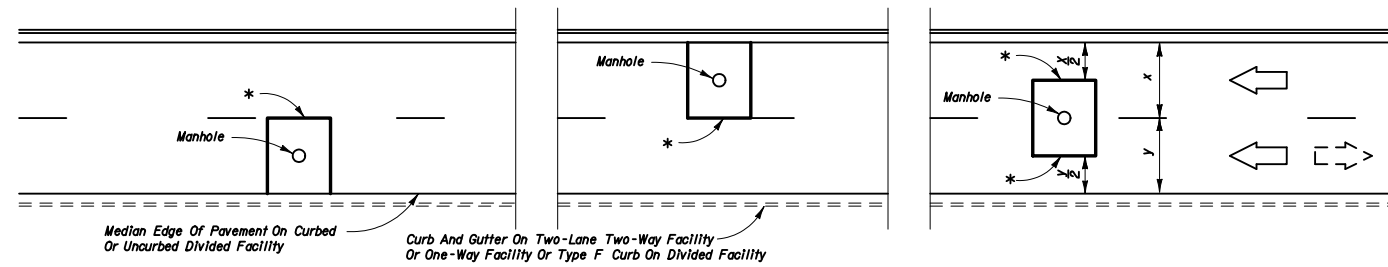 *
Manhole
Median Edge Of Pavement On Curbed
Or Uncurbed Divided Facility
Manhole
*
Curb And Gutter On Two-Lane Two-Way Facility
Or One-Way Facility Or Type F Curb On Divided Facility
*
Manhole
*
x/2
x
y
y/2